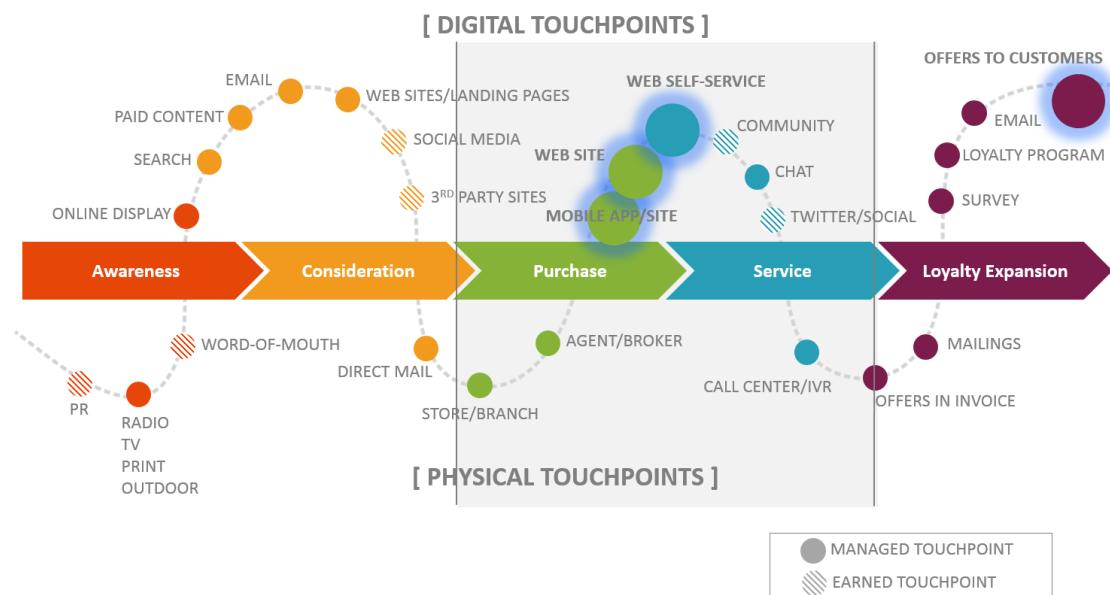 [ DIGITAL TOUCHPOINTS ]
OFFERS TO CUSTOMERS
EMAIL
WEB SELF-SERVICE
PAID CONTENT
WEB SITES/LANDING PAGES
EMAIL
SEARCH
SOCIAL MEDIA
WEB SITE
COMMUNITY
LOYALTY PROGRAM
ONLINE DISPLAY
3RD PARTY SITES
MOBILE APP/SITE
CHAT
TWITTER/SOCIAL
SURVEY
Awareness
Consideration
Purchase
Service
Loyalty Expansion
WORD-OF-MOUTH
PR
RADIO
TV
PRINT
OUTDOOR
DIRECT MAIL
STORE/BRANCH
AGENT/BROKER
CALL CENTER/IVR
OFFERS IN INVOICE
MAILINGS
[ PHYSICAL TOUCHPOINTS ]
MANAGED TOUCHPOINT
EARNED TOUCHPOINT